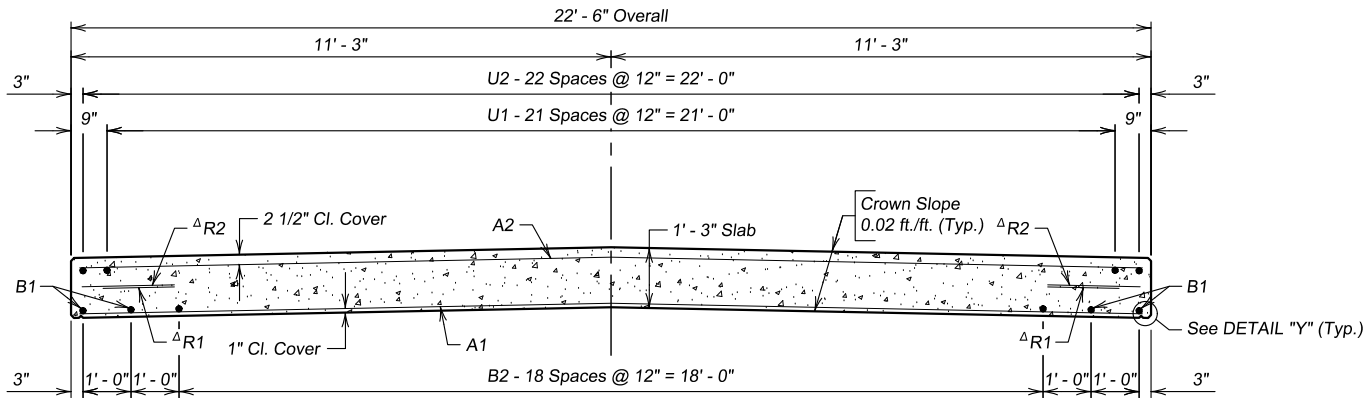 22' - 6" Overall
11' - 3"
11' - 3"
3"
U2 - 22 Spaces @ 12" = 22' - 0"
3"
9"
U1 - 21 Spaces @ 12" = 21' - 0"
9"
2 1/2" Cl. Cover
A2
1' - 3" Slab
Crown Slope
0.02 ft./ft. (Typ.)
ΔR2
ΔR2
B1
B1
ΔR1
1" Cl. Cover
A1
ΔR1
See DETAIL "Y" (Typ.)
3"
1' - 0"
1' - 0"
B2 - 18 Spaces @ 12" = 18' - 0"
1' - 0"
1' - 0"
3"